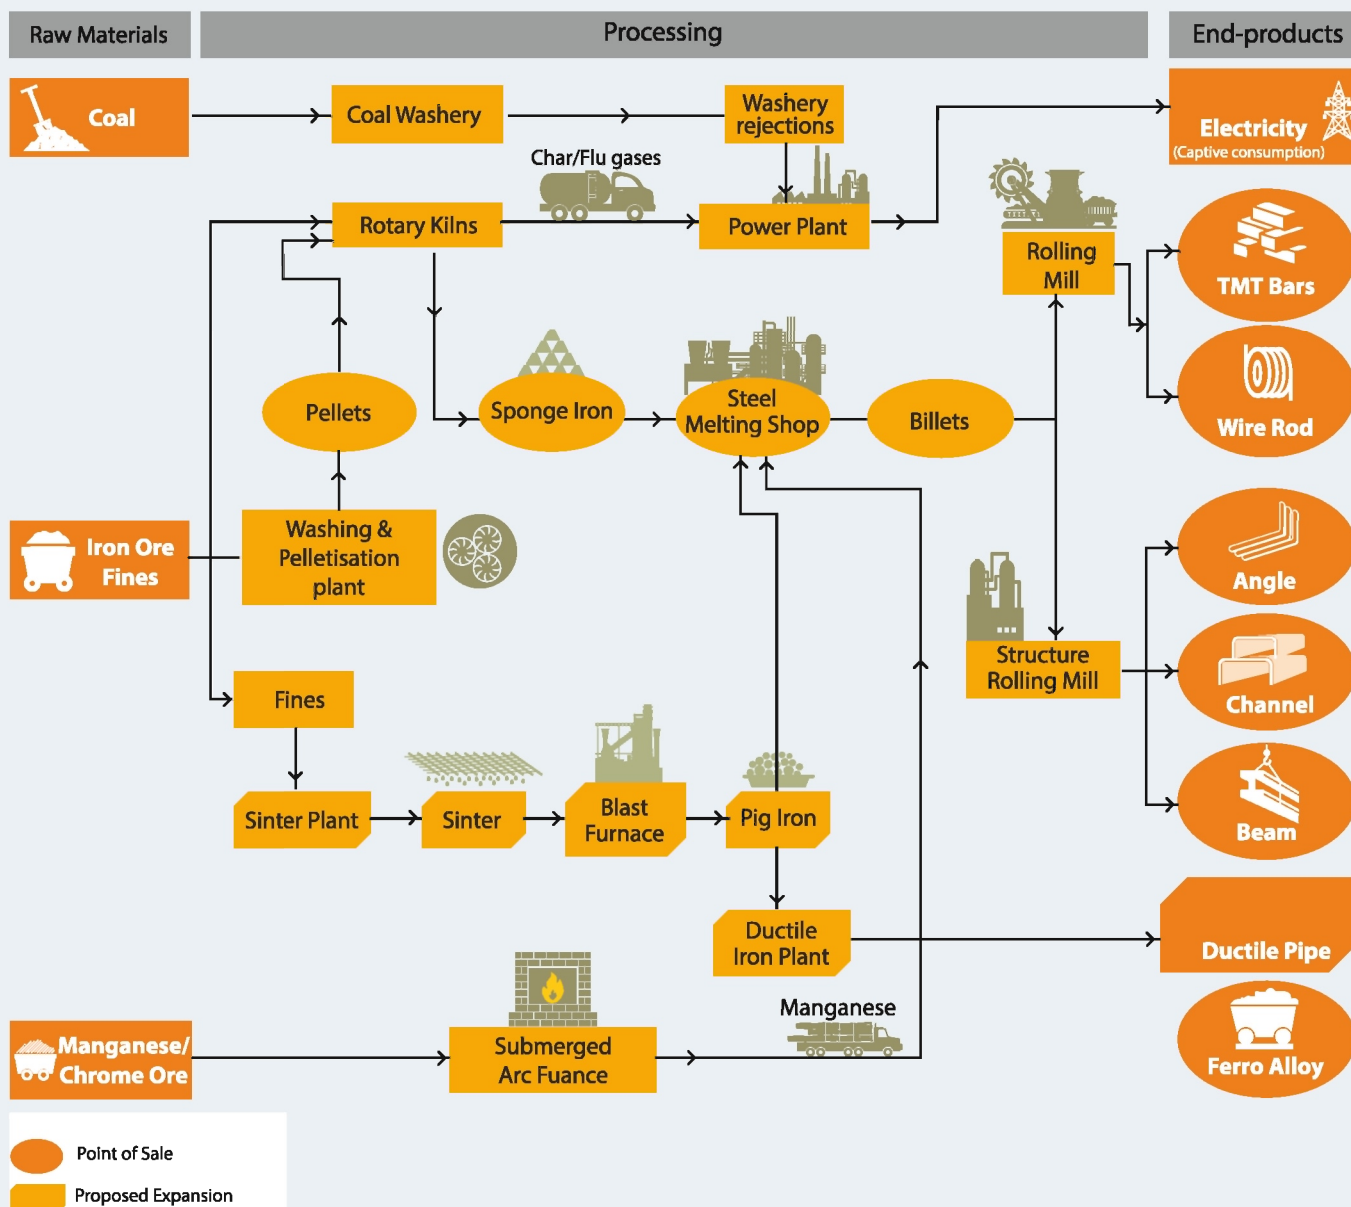 Raw Materials
Processing
End-products
Coal
Coal Washery
Washery
rejections
Electricity
(Captive consumption)
Char/Flu gases
Rotary Kilns
Power Plant
Rolling
Mill
TMT Bars
Pellets
Sponge Iron
Steel
Melting Shop
Billets
Wire Rod
Iron Ore
Fines
Washing &
Pelletisation
plant
Angle
Fines
Structure
Rolling Mill
Channel
Sinter Plant
Sinter
Blast
Furnace
Pig Iron
Beam
Ductile
Iron Plant
Ductile Pipe
Manganese/
Chrome Ore
Submerged
Arc Fuance
Manganese
Ferro Alloy
Point of Sale
Proposed Expansion